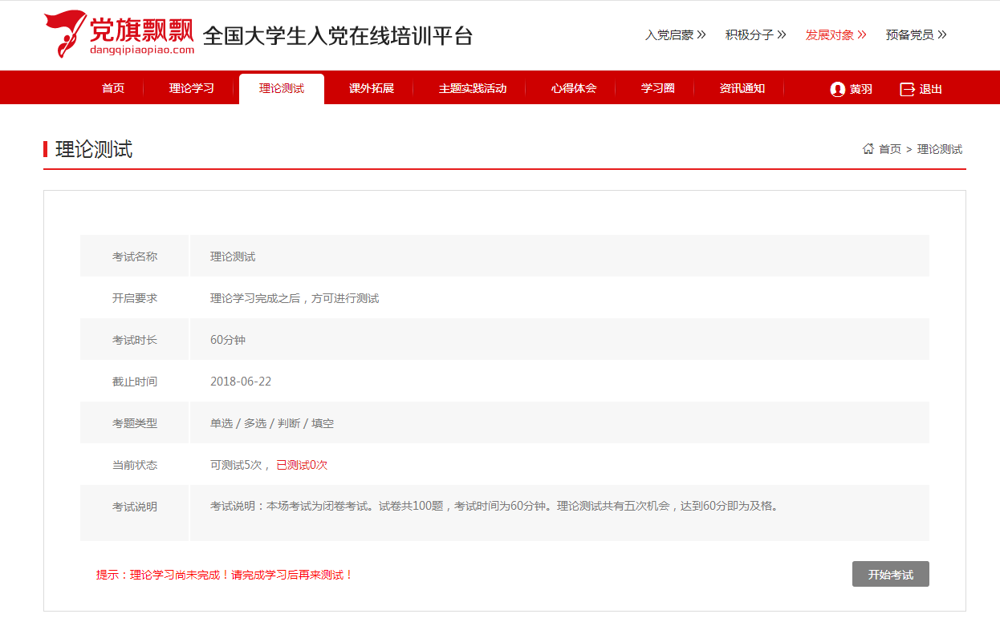 党旗飘飘
dangqipiaopiao.com
全国大学生入党在线培训平台
入党启蒙 >> 积极分子 >> 发展对象 >> 预备党员 >>
首页 理论学习 理论测试 课外拓展 主题实践活动 心得体会 学习圈 资讯通知 黄羽 退出
理论测试
首页 > 理论测试
考试名称 理论测试
开启要求 理论学习完成之后，方可进行测试
考试时长 60分钟
截止时间 2018-06-22
考题类型 单选 / 多选 / 判断 / 填空
当前状态 可测试5次， 已测试0次
考试说明 考试说明：本场考试为闭卷考试。试卷共100题，考试时间为60分钟。理论测试共有五次机会，达到60分即为及格。
提示：理论学习尚未完成！请完成学习后再来测试！
开始考试